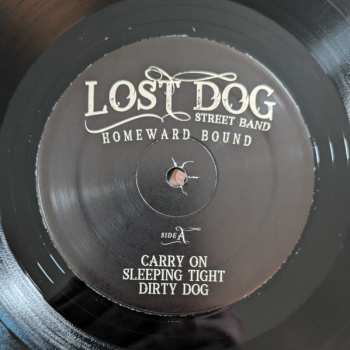 LOST DOG
STREET BAND
HOMEWARD BOUND
SIDE A
CARRY ON
SLEEPING TIGHT
DIRTY DOG